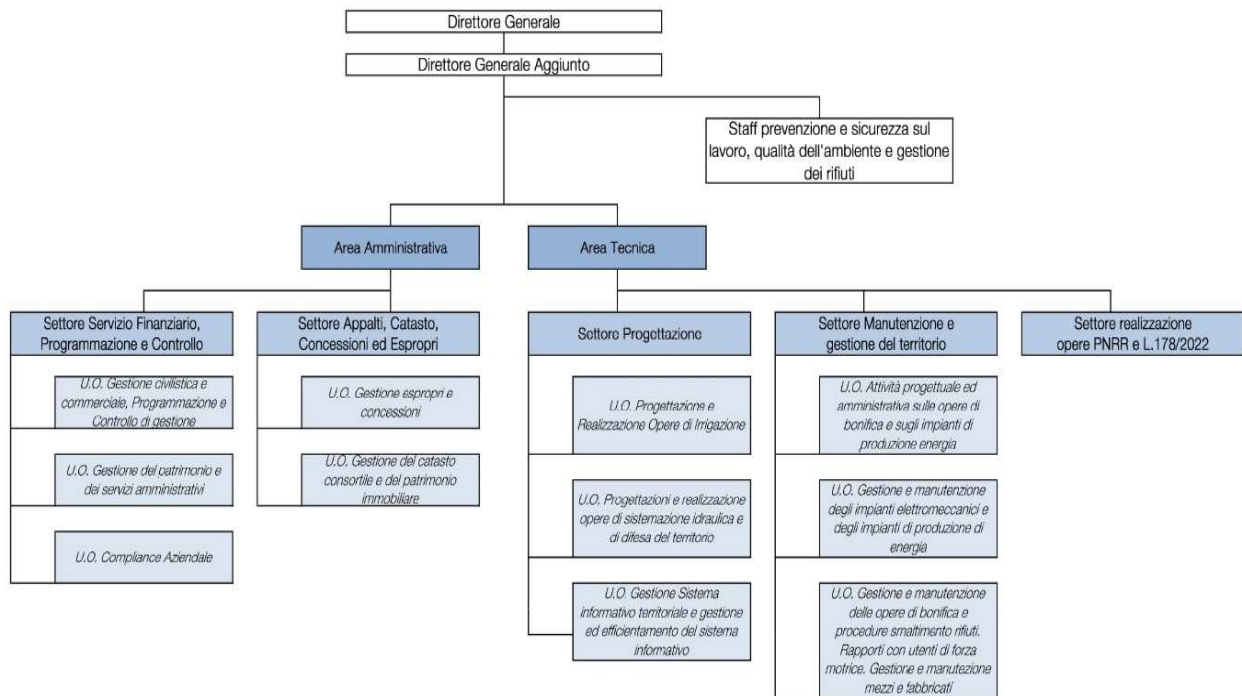 Direttore Generale
Direttore Generale Aggiunto
Staff prevenzione e sicurezza sul
lavoro, qualità dell'ambiente e gestione
dei rifiuti
Area Amministrativa
Area Tecnica
Settore Servizio Finanziario,
Programmazione e Controllo
Settore Appalti, Catasto,
Concessioni ed Espropri
Settore Progettazione
Settore Manutenzione e
gestione del territorio
Settore realizzazione
opere PNRR e L.178/2022
U.O. Gestione civilistica e
commerciale, Programmazione e
Controllo di gestione
U.O. Gestione del patrimonio e
dei servizi amministrativi
U.O. Compliance Aziendale
U.O. Gestione espropri e
concessioni
U.O. Gestione del catasto
consortile e del patrimonio
immobiliare
U.O. Progettazione e
Realizzazione Opere di Irrigazione
U.O. Progettazioni e realizzazione
opere di sistemazione idraulica e
di difesa del territorio
U.O. Gestione Sistema
informativo territoriale e gestione
ed efficientamento del sistema
informativo
U.O. Attività progettuale ed
amministrativa sulle opere di
bonifica e sugli impianti di
produzione energia
U.O. Gestione e manutenzione
degli impianti elettromeccanici e
degli impianti di produzione di
energia
U.O. Gestione e manutenzione
delle opere di bonifica e
procedure smaltimento rifiuti.
Rapporti con utenti di forza
motrice. Gestione e manutezione
mezzi e fabbricati